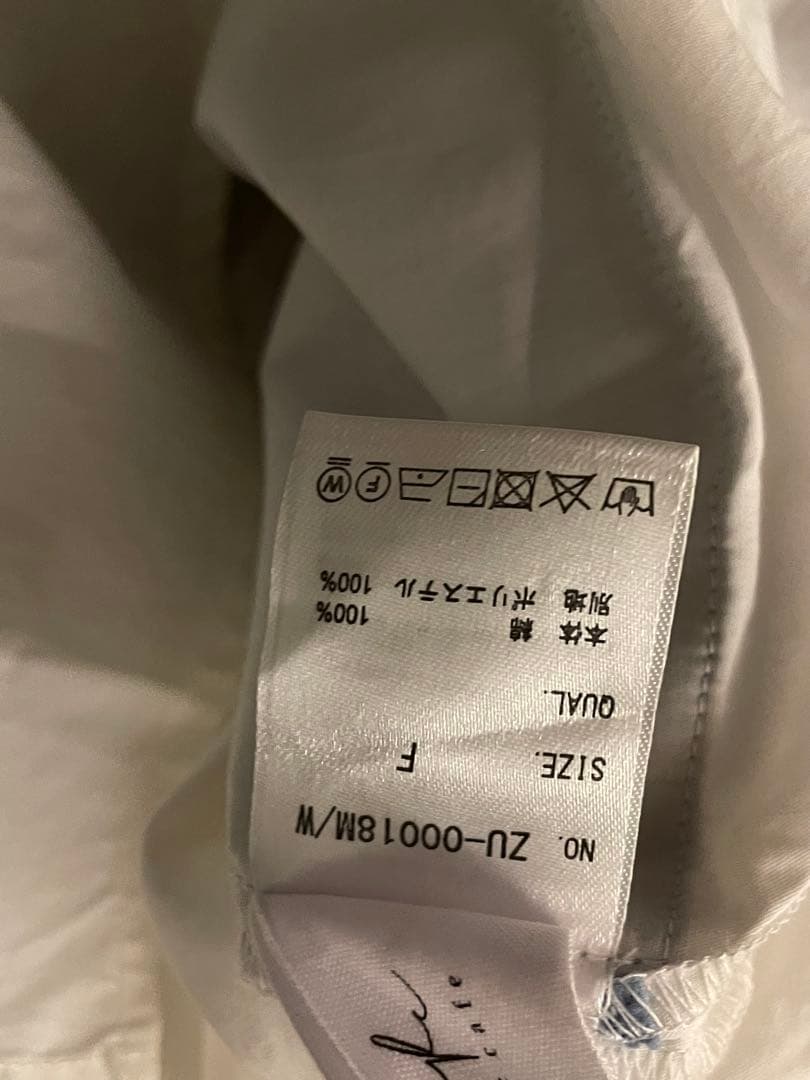 NO. ZU-00018M/W
SIZE. F
QUAL.
本体 綿 100%
別地 ポリエステル 100%
F W